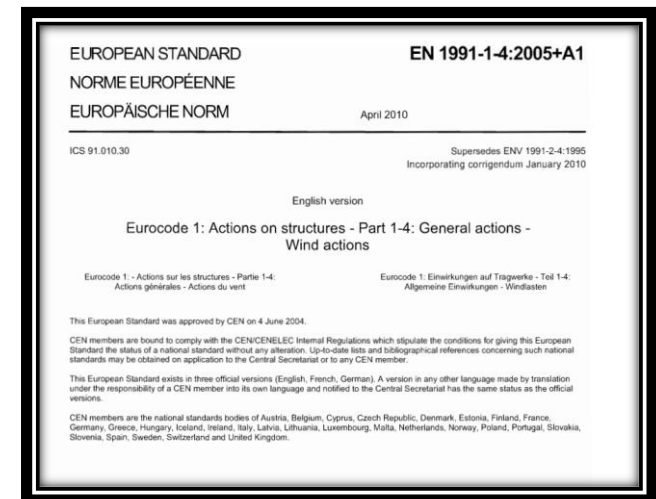 EUROPEAN STANDARD
EN 1991-1-4:2005+A1
NORME EUROPÉENNE
EUROPÄISCHE NORM
April 2010
ICS 91.010.30
Supersedes ENV 1991-2-4:1995
Incorporating corrigendum January 2010
English version
Eurocode 1: Actions on structures - Part 1-4: General actions -
Wind actions
Eurocode 1: - Actions sur les structures - Partie 1-4:
Actions générales - Actions du vent
Eurocode 1: Einwirkungen auf Tragwerke - Teil 1-4:
Allgemeine Einwirkungen - Windlasten
This European Standard was approved by CEN on 4 June 2004.
CEN members are bound to comply with the CEN/CENELEC Internal Regulations which stipulate the conditions for giving this European
Standard the status of a national standard without any alteration. Up-to-date lists and bibliographical references concerning such national
standards may be obtained on application to the Central Secretariat or to any CEN member.
This European Standard exists in three official versions (English, French, German). A version in any other language made by translation
under the responsibility of a CEN member into its own language and notified to the Central Secretariat has the same status as the official
versions.
CEN members are the national standards bodies of Austria, Belgium, Cyprus, Czech Republic, Denmark, Estonia, Finland, France,
Germany, Greece, Hungary, Iceland, Ireland, Italy, Latvia, Lithuania, Luxembourg, Malta, Netherlands, Norway, Poland, Portugal, Slovakia,
Slovenia, Spain, Sweden, Switzerland and United Kingdom.